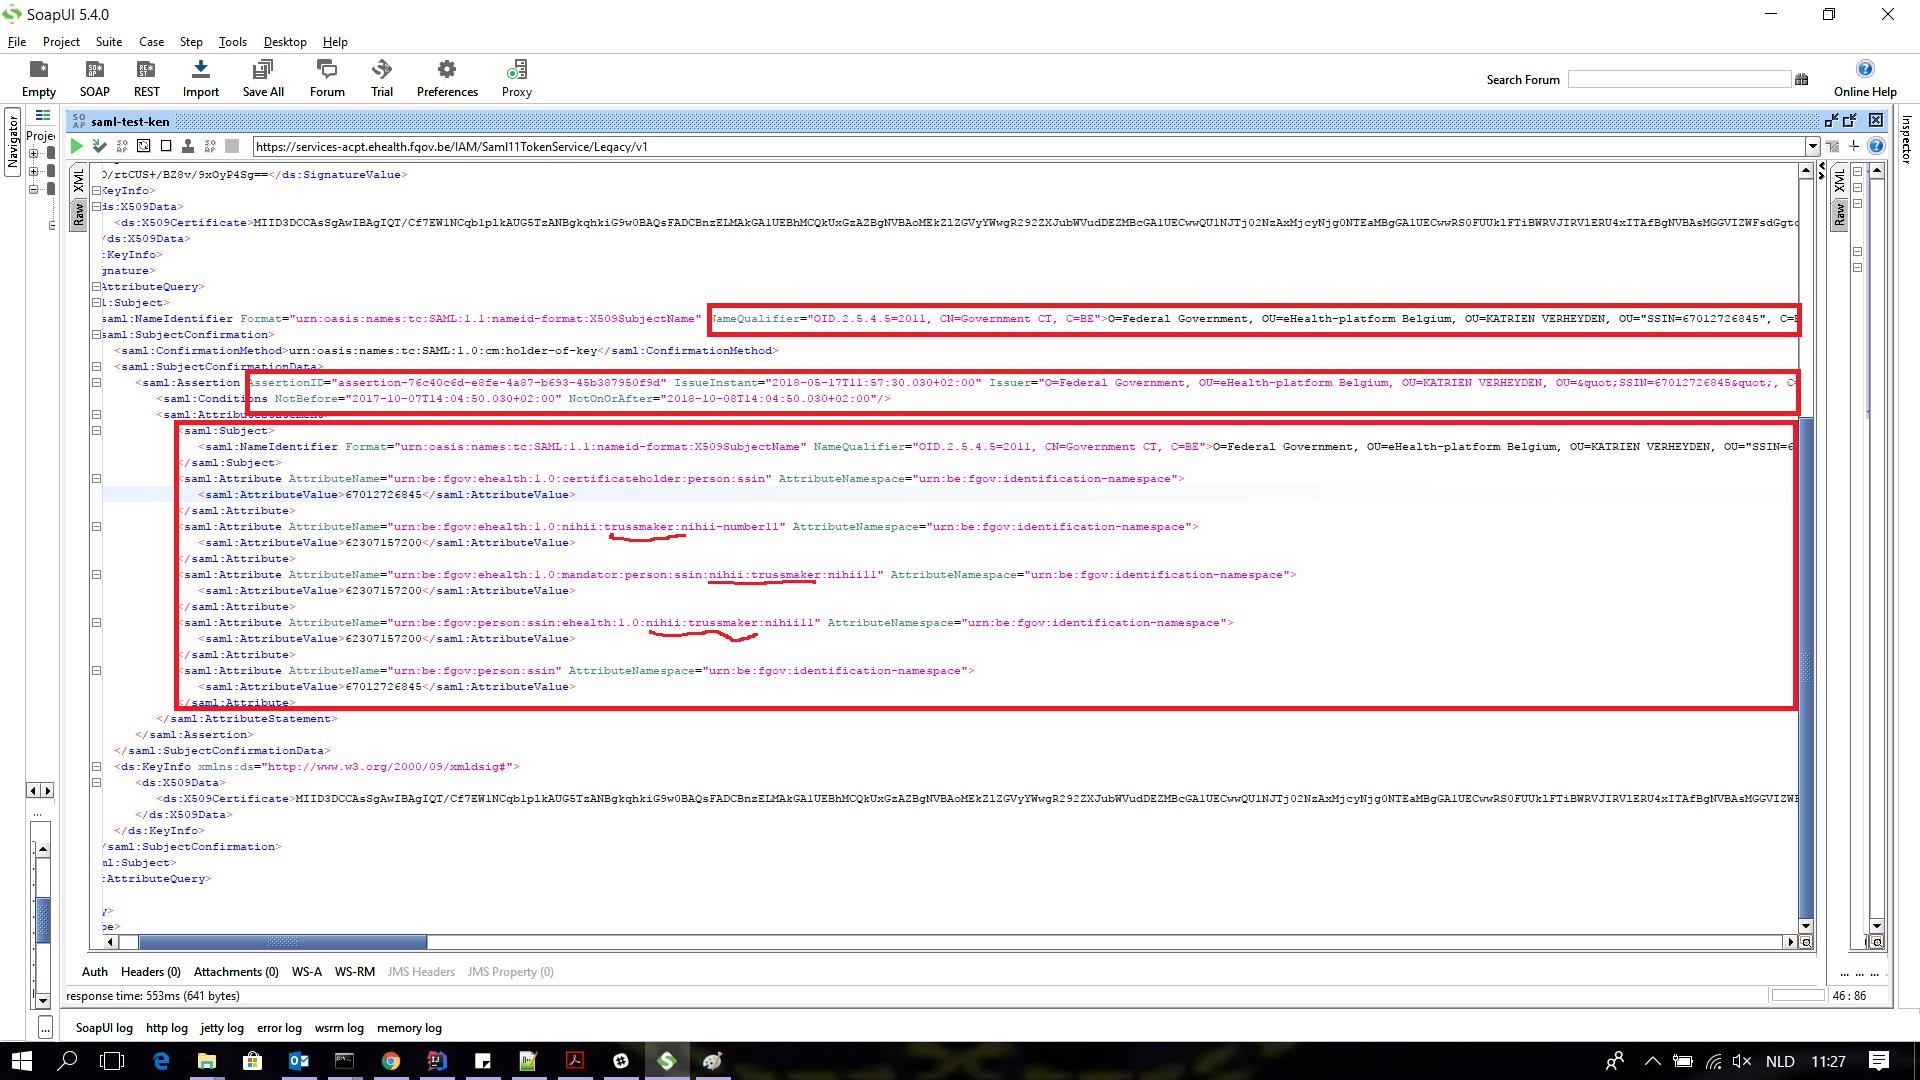 SoapUI 5.4.0
File Project Suite Case Step Tools Desktop Help
Empty SOAP REST Import Save All Forum Trial Preferences Proxy Search Forum Online Help
Navigator
Inspector
Proje
saml-test-ken
https://services-acpt.ehealth.fgov.be/IAM/Saml11TokenService/Legacy/v1
XML
Raw
XML
Raw
O/rtCUS+/BZ8v/9xOyP4Sg==</ds:SignatureValue>
KeyInfo>
ds:X509Data>
<ds:X509Certificate>
/ds:X509Data>
:KeyInfo>
gnature>
AttributeQuery>
l:Subject>
saml:NameIdentifier Format="urn:oasis:names:tc:SAML:1.1:nameid-format:X509SubjectName" NameQualifier="OID.2.5.4.5=2011, CN=Government CT, C=BE">O=Federal Government, OU=eHealth-platform Belgium, OU=KATRIEN VERHEYDEN, OU="SSIN=67012726845", C=
saml:SubjectConfirmation>
<saml:ConfirmationMethod>urn:oasis:names:tc:SAML:1.0:cm:holder-of-key</saml:ConfirmationMethod>
<saml:SubjectConfirmationData>
<saml:Assertion AssertionID="assertion-76c40c6d-e8fe-4a87-b693-45b387950f9d" IssueInstant="2018-05-17T11:57:30.030+02:00" Issuer="O=Federal Government, OU=eHealth-platform Belgium, OU=KATRIEN VERHEYDEN, OU=&quot;SSIN=67012726845&quot;, C=
<saml:Conditions NotBefore="2017-10-07T14:04:50.030+02:00" NotOnOrAfter="2018-10-08T14:04:50.030+02:00"/>
<saml:AttributeStatement>
<saml:Subject>
<saml:NameIdentifier Format="urn:oasis:names:tc:SAML:1.1:nameid-format:X509SubjectName" NameQualifier="OID.2.5.4.5=2011, CN=Government CT, C=BE">O=Federal Government, OU=eHealth-platform Belgium, OU=KATRIEN VERHEYDEN, OU="SSIN=6
</saml:Subject>
<saml:Attribute AttributeName="urn:be:fgov:ehealth:1.0:certificateholder:person:ssin" AttributeNamespace="urn:be:fgov:identification-namespace">
<saml:AttributeValue>67012726845</saml:AttributeValue>
</saml:Attribute>
<saml:Attribute AttributeName="urn:be:fgov:ehealth:1.0:nihii:trussmaker:nihii-number11" AttributeNamespace="urn:be:fgov:identification-namespace">
<saml:AttributeValue>62307157200</saml:AttributeValue>
</saml:Attribute>
<saml:Attribute AttributeName="urn:be:fgov:ehealth:1.0:mandator:person:ssin:nihii:trussmaker:nihii11" AttributeNamespace="urn:be:fgov:identification-namespace">
<saml:AttributeValue>62307157200</saml:AttributeValue>
</saml:Attribute>
<saml:Attribute AttributeName="urn:be:fgov:person:ssin:ehealth:1.0:nihii:trussmaker:nihii11" AttributeNamespace="urn:be:fgov:identification-namespace">
<saml:AttributeValue>62307157200</saml:AttributeValue>
</saml:Attribute>
<saml:Attribute AttributeName="urn:be:fgov:person:ssin" AttributeNamespace="urn:be:fgov:identification-namespace">
<saml:AttributeValue>67012726845</saml:AttributeValue>
</saml:Attribute>
</saml:AttributeStatement>
</saml:Assertion>
</saml:SubjectConfirmationData>
<ds:KeyInfo xmlns:ds="http://www.w3.org/2000/09/xmldsig#">
<ds:X509Data>
<ds:X509Certificate>
</ds:X509Data>
</ds:KeyInfo>
/saml:SubjectConfirmation>
ml:Subject>
:AttributeQuery>
y>
pe>
Auth Headers (0) Attachments (0) WS-A WS-RM JMS Headers JMS Property (0)
response time: 553ms (641 bytes)
46 : 86
SoapUI log http log jetty log error log wsrm log memory log
NLD 11:27